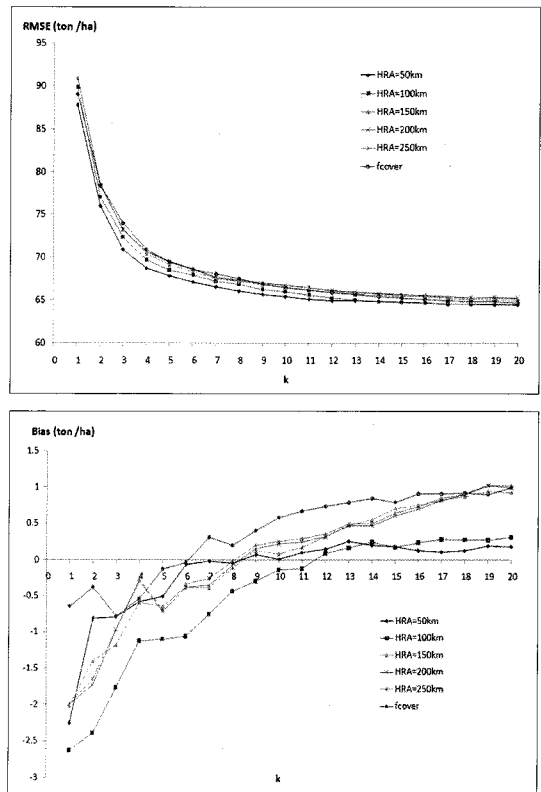 RMSE (ton /ha)
95
90
85
80
75
70
65
60
HRA=50km
HRA=100km
HRA=150km
HRA=200km
HRA=250km
fcover
0 1 2 3 4 5 6 7 8 9 10 11 12 13 14 15 16 17 18 19 20
k
Bias (ton /ha)
1.5
1
0.5
0
-0.5
-1
-1.5
-2
-2.5
-3
0 1 2 3 4 5 6 7 8 9 10 11 12 13 14 15 16 17 18 19 20
HRA=50km
HRA=100km
HRA=150km
HRA=200km
HRA=250km
fcover
k